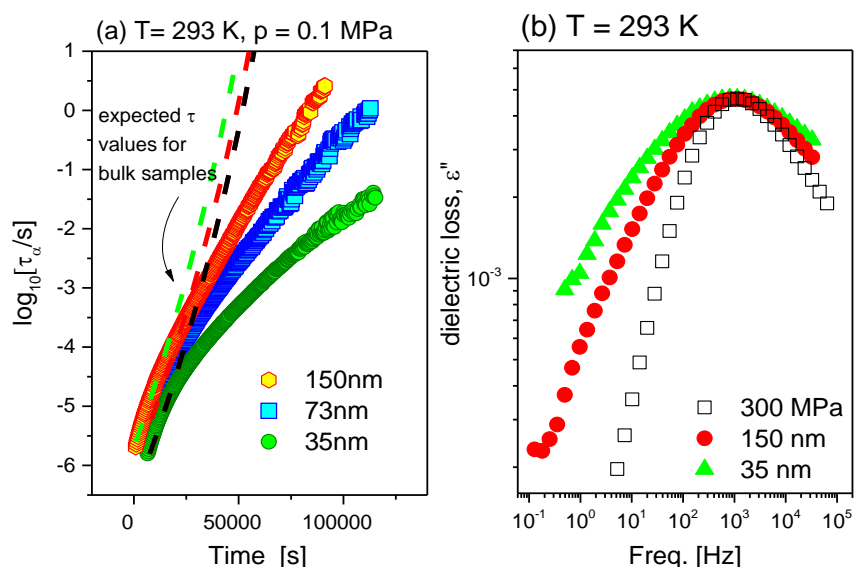 (a) T= 293 K, p = 0.1 MPa
1
0
-1
-2
-3
-4
-5
-6
log₁₀[τα/s]
expected τ
values for
bulk samples
150nm
73nm
35nm
0
50000
100000
Time [s]
(b) T = 293 K
10⁻³
dielectric loss, ε"
300 MPa
150 nm
35 nm
10⁻¹
10⁰
10¹
10²
10³
10⁴
10⁵
Freq. [Hz]